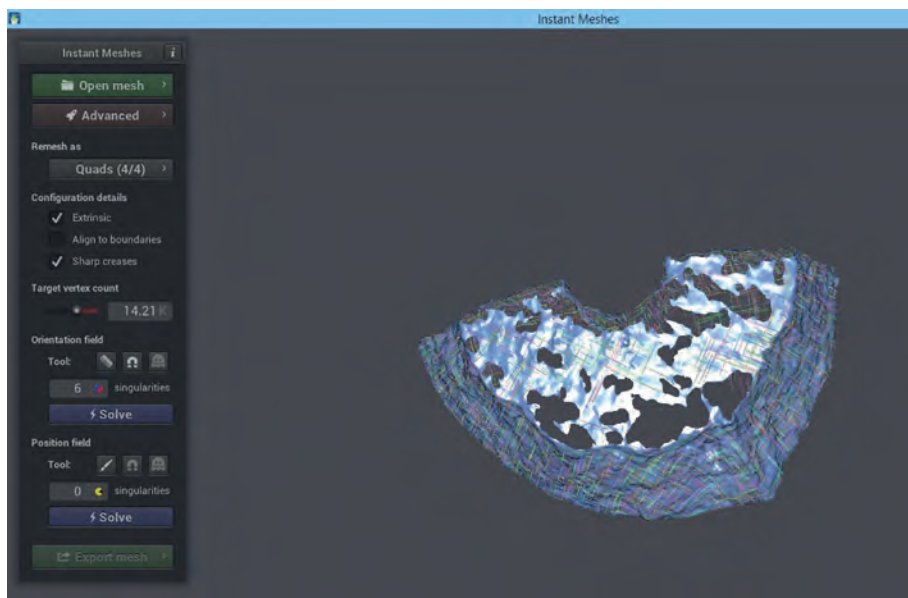 Instant Meshes
Instant Meshes i
Open mesh
Advanced
Remesh as
Quads (4/4)
Configuration details
Extrinsic
Align to boundaries
Sharp creases
Target vertex count
14.21 K
Orientation field
Tool:
6 singularities
Solve
Position field
Tool:
0 singularities
Solve
Export mesh